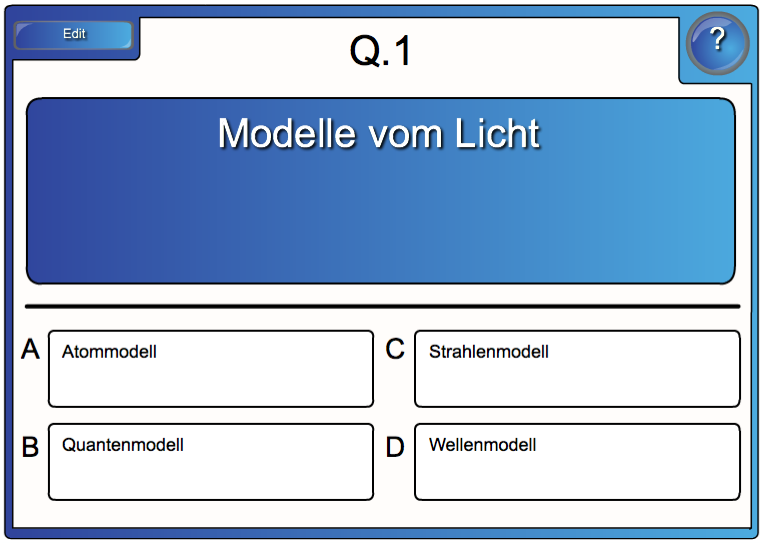 Edit
Q.1
?
Modelle vom Licht
A Atommodell
C Strahlenmodell
B Quantenmodell
D Wellenmodell